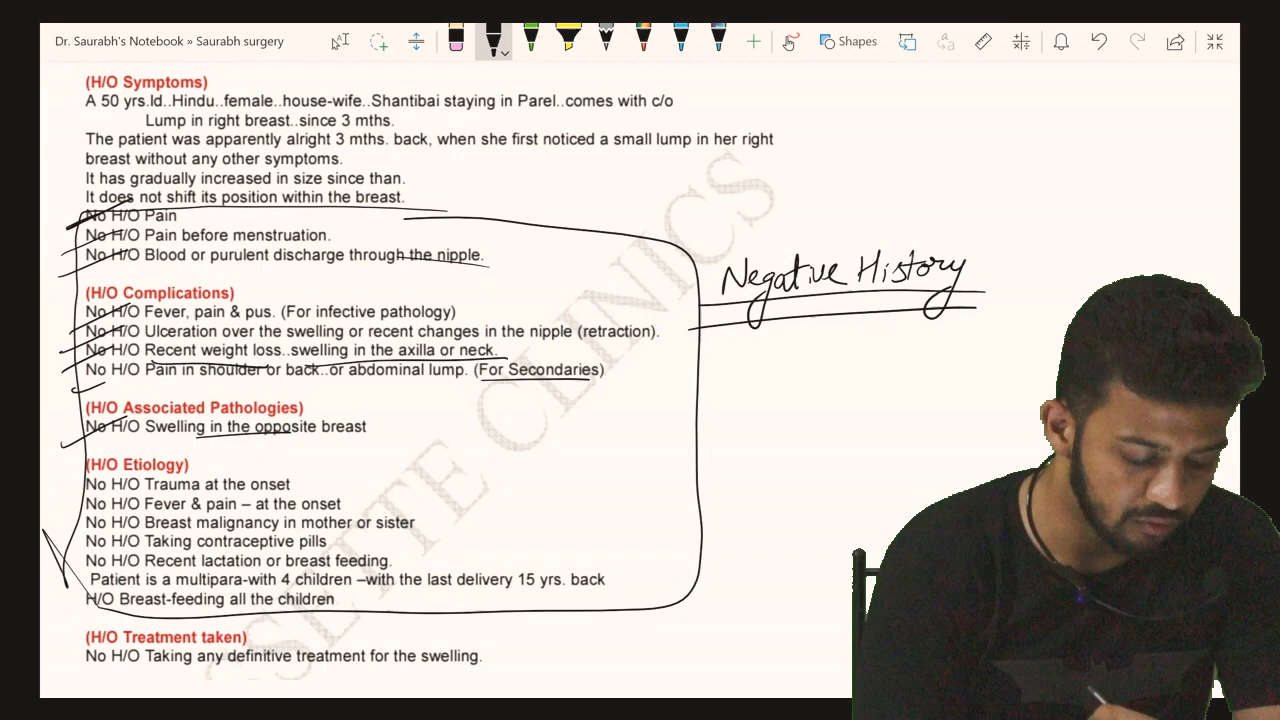 Dr. Saurabh's Notebook » Saurabh surgery
Shapes
(H/O Symptoms)
A 50 yrs.ld..Hindu..female..house-wife..Shantibai staying in Parel..comes with c/o
Lump in right breast..since 3 mths.
The patient was apparently alright 3 mths. back, when she first noticed a small lump in her right
breast without any other symptoms.
It has gradually increased in size since than.
It does not shift its position within the breast.
No H/O Pain
No H/O Pain before menstruation.
No H/O Blood or purulent discharge through the nipple.
Negative History
(H/O Complications)
No H/O Fever, pain & pus. (For infective pathology)
No H/O Ulceration over the swelling or recent changes in the nipple (retraction).
No H/O Recent weight loss..swelling in the axilla or neck.
No H/O Pain in shoulder or back..or abdominal lump. (For Secondaries)
(H/O Associated Pathologies)
No H/O Swelling in the opposite breast
(H/O Etiology)
No H/O Trauma at the onset
No H/O Fever & pain – at the onset
No H/O Breast malignancy in mother or sister
No H/O Taking contraceptive pills
No H/O Recent lactation or breast feeding.
Patient is a multipara-with 4 children –with the last delivery 15 yrs. back
H/O Breast-feeding all the children
(H/O Treatment taken)
No H/O Taking any definitive treatment for the swelling.